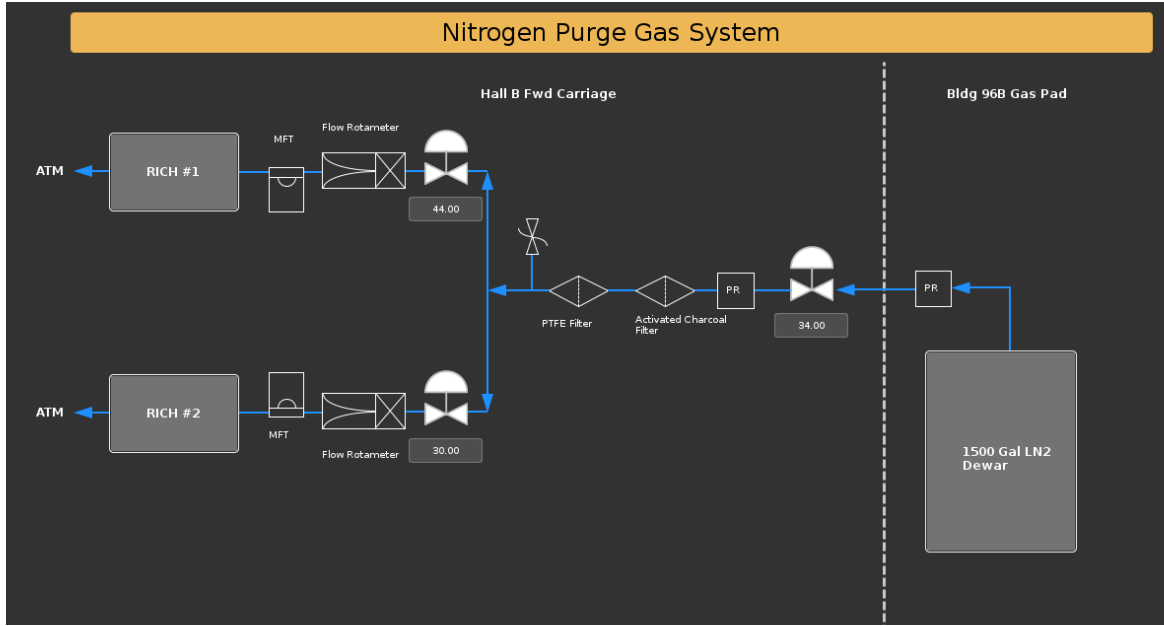 Nitrogen Purge Gas System
Hall B Fwd Carriage
Bldg 96B Gas Pad
Flow Rotameter
MFT
ATM
RICH #1
44.00
PR
PR
PTFE Filter
Activated Charcoal
Filter
34.00
ATM
RICH #2
MFT
Flow Rotameter
30.00
1500 Gal LN2
Dewar